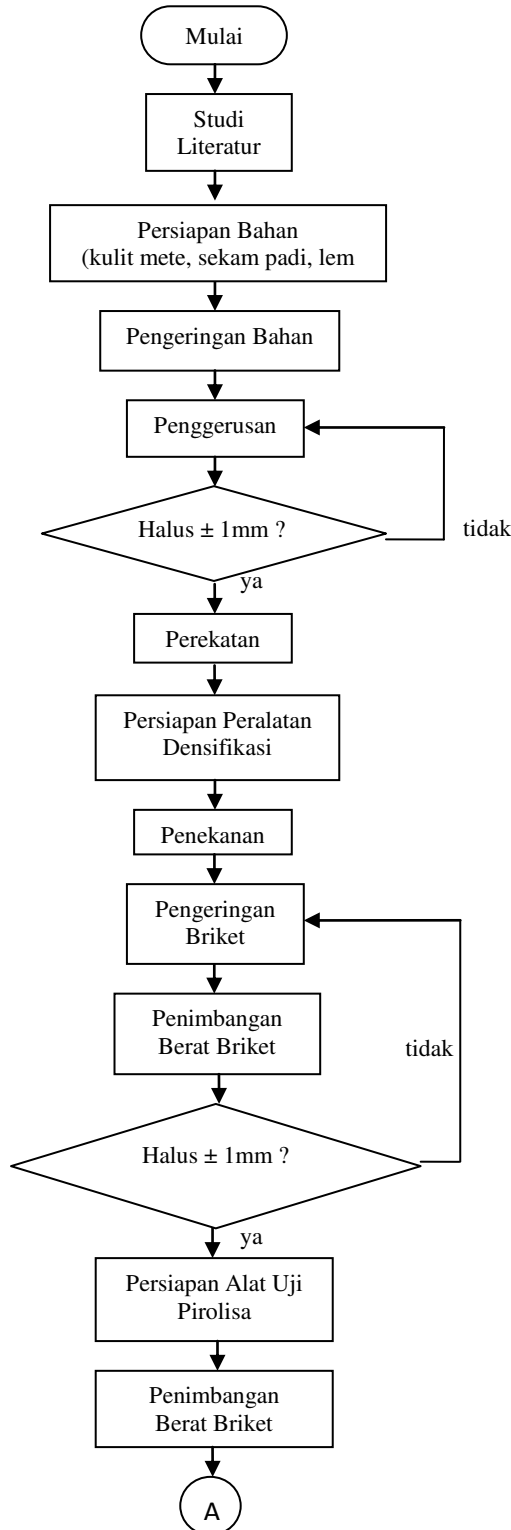 Mulai
Studi
Literatur
Persiapan Bahan
(kulit mete, sekam padi, lem
Pengeringan Bahan
Penggerusan
Halus ± 1mm ?
tidak
ya
Perekatan
Persiapan Peralatan
Densifikasi
Penekanan
Pengeringan
Briket
Penimbangan
Berat Briket
tidak
Halus ± 1mm ?
ya
Persiapan Alat Uji
Pirolisa
Penimbangan
Berat Briket
A